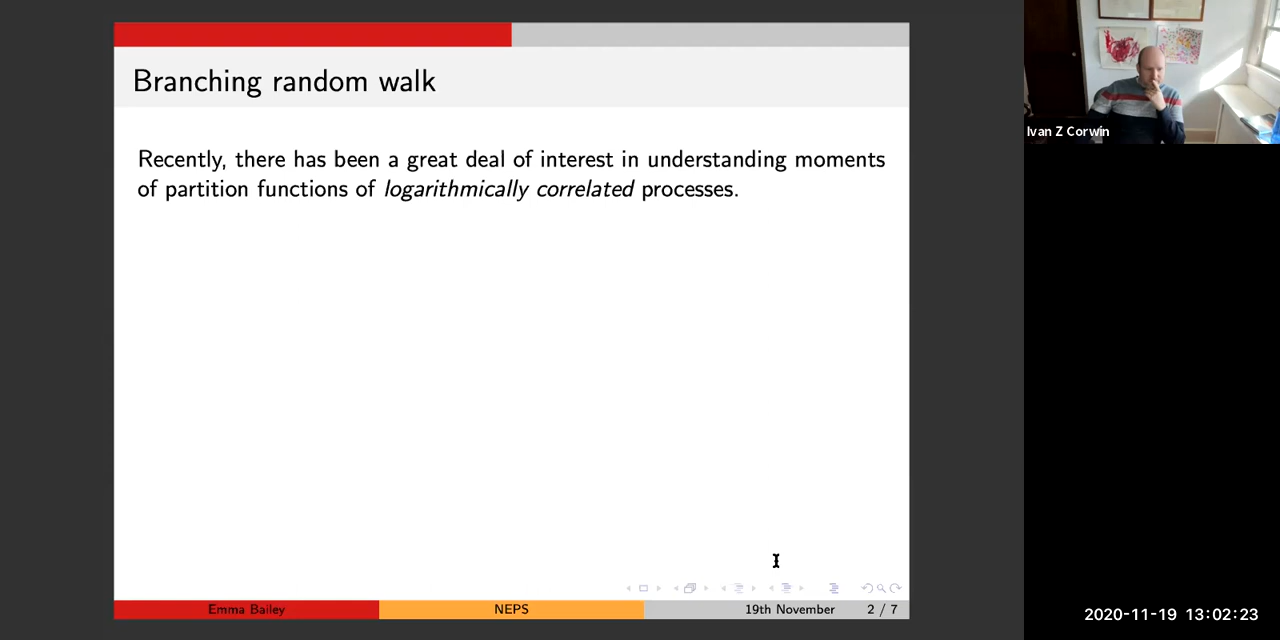 Branching random walk
Recently, there has been a great deal of interest in understanding moments
of partition functions of logarithmically correlated processes.
Emma Bailey
NEPS
19th November
2 / 7
Ivan Z Corwin
2020-11-19 13:02:23